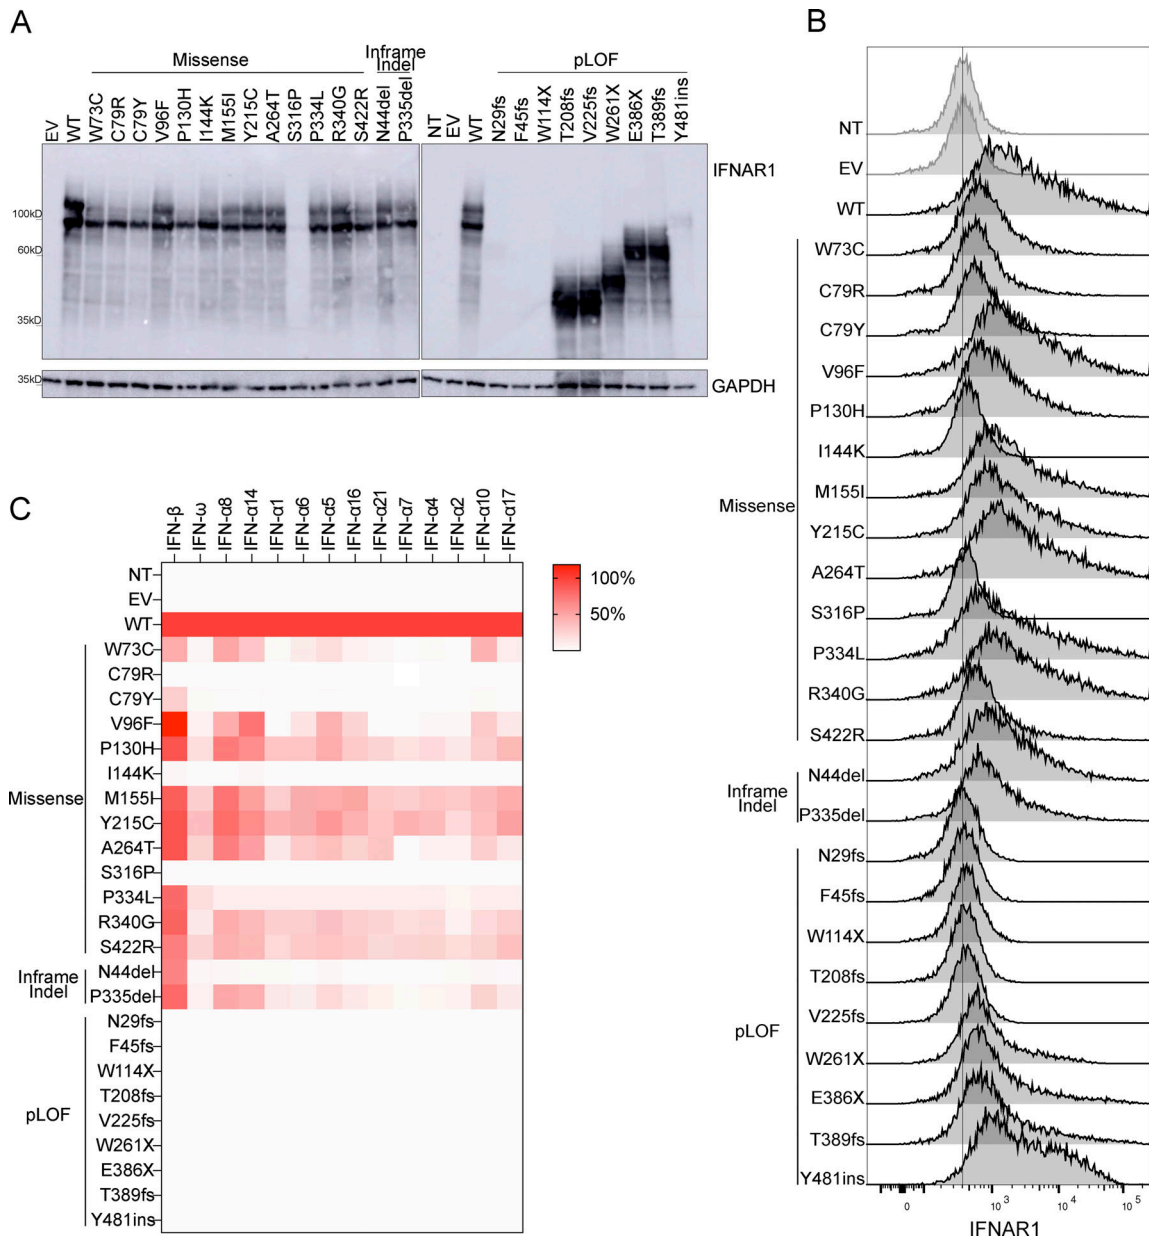 A
Missense
Inframe
Indel
pLOF
EV
WT
W73C
C79R
C79Y
V96F
P130H
I144K
M155I
Y215C
A264T
S316P
P334L
R340G
S422R
N44del
P335del
NT
EV
WT
N29fs
F45fs
W114X
T208fs
V225fs
W261X
E386X
T389fs
Y481ins
IFNAR1
100kD
60kD
35kD
35kD
GAPDH
B
NT
EV
WT
W73C
C79R
C79Y
V96F
P130H
I144K
M155I
Missense
Y215C
A264T
S316P
P334L
R340G
S422R
N44del
Inframe
Indel
P335del
N29fs
F45fs
W114X
T208fs
V225fs
pLOF
W261X
E386X
T389fs
Y481ins
0
10 3
10 4
10 5
IFNAR1
C
IFN-β
IFN-ω
IFN-α8
IFN-α14
IFN-α1
IFN-α6
IFN-α5
IFN-α16
IFN-α21
IFN-α7
IFN-α4
IFN-α2
IFN-α10
IFN-α17
100%
50%
NT
EV
WT
W73C
C79R
C79Y
V96F
P130H
I144K
Missense
M155I
Y215C
A264T
S316P
P334L
R340G
S422R
Inframe
Indel
N44del
P335del
N29fs
F45fs
W114X
T208fs
pLOF
V225fs
W261X
E386X
T389fs
Y481ins